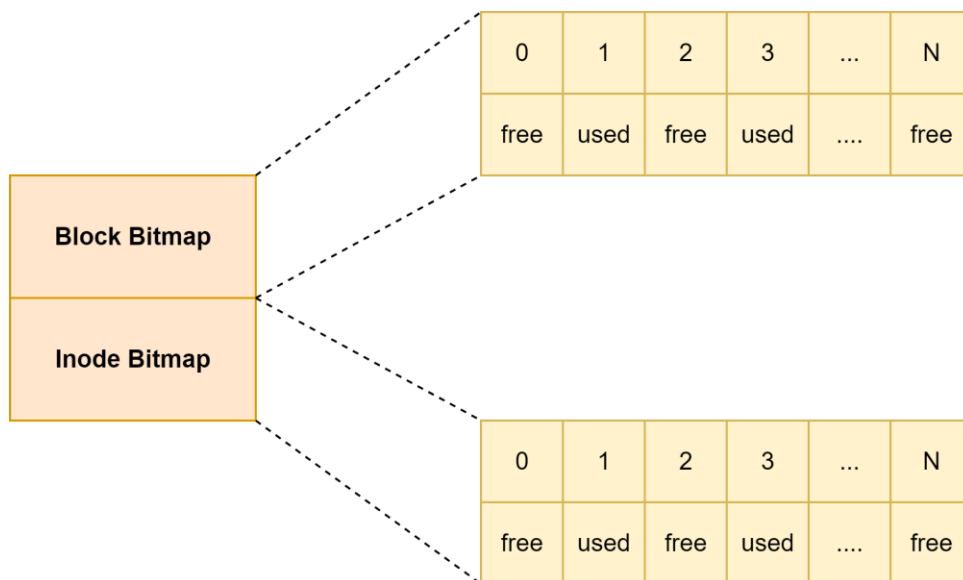 0 1 2 3 ... N
free used free used .... free
Block Bitmap
Inode Bitmap
0 1 2 3 ... N
free used free used .... free